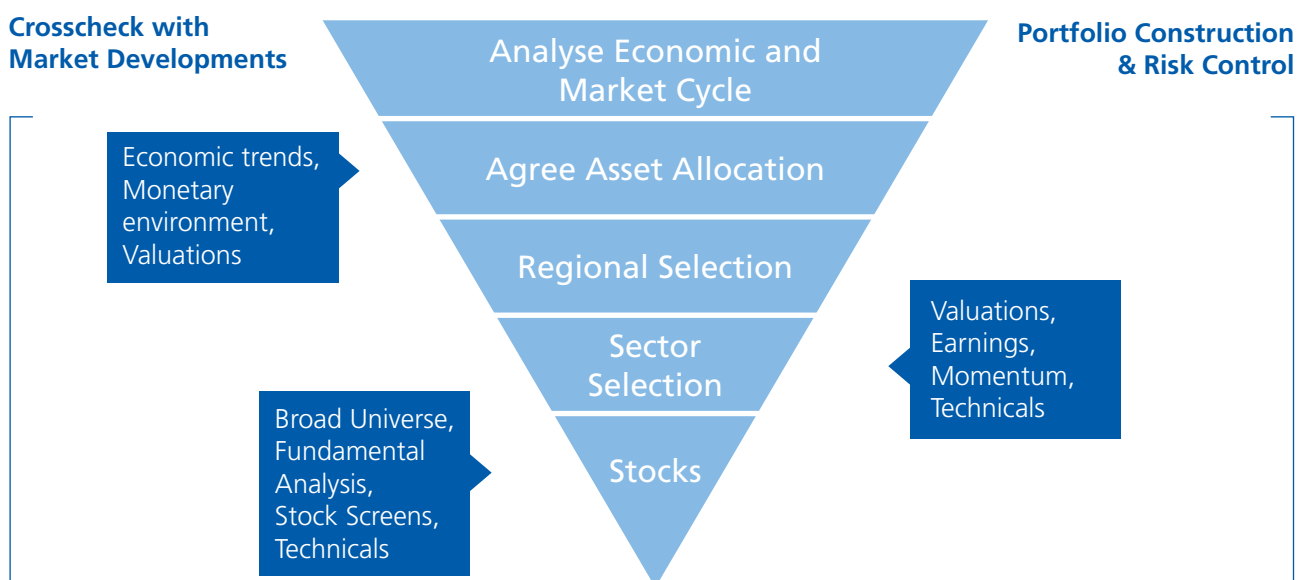 Crosscheck with
Market Developments
Analyse Economic and
Market Cycle
Portfolio Construction
& Risk Control
Economic trends,
Monetary
environment,
Valuations
Agree Asset Allocation
Regional Selection
Sector
Selection
Valuations,
Earnings,
Momentum,
Technicals
Broad Universe,
Fundamental
Analysis,
Stock Screens,
Technicals
Stocks